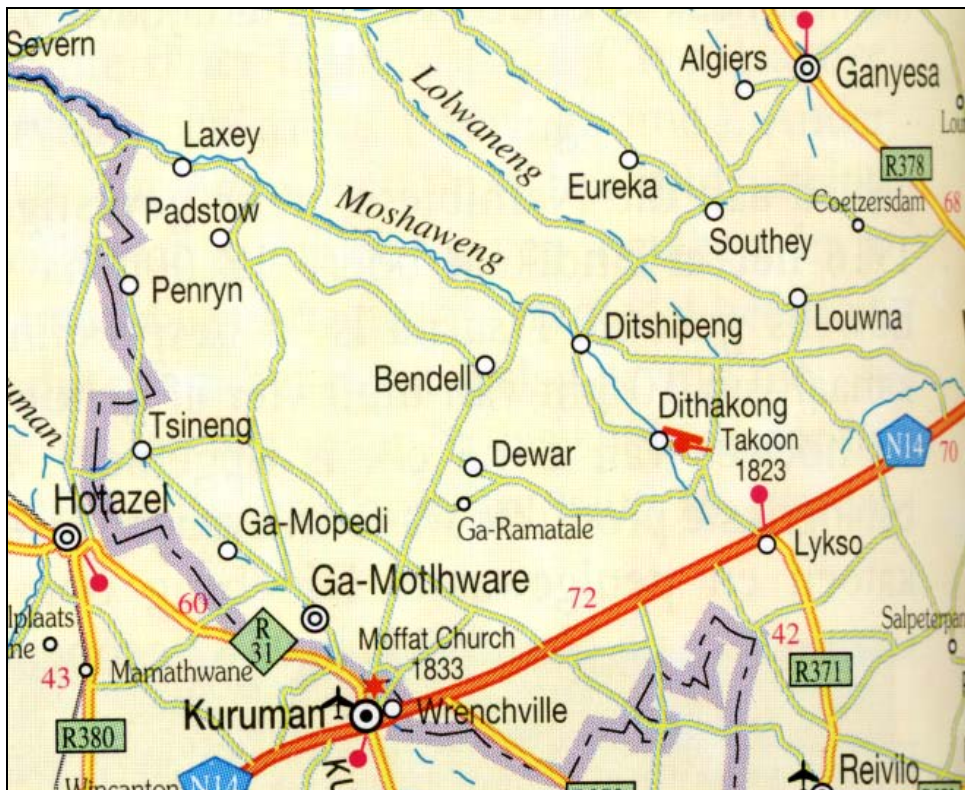 Severn
Algiers
Ganyesa
Lolwaneng
Laxey
R378
Eureka
Padstow
Moshaweng
Coetzersdam
68
Southey
Penryn
Louwna
Ditshipeng
Bendell
Dithakong
Tsineng
Takoon
1823
N14
70
Dewar
Hotazel
Ga-Mopedi
Ga-Ramatale
Lykso
Ga-Motlhware
72
60
R
31
Moffat Church
1833
42
43
Mamathwane
R371
Kuruman
Wrenchville
R380
N14
Reivilo